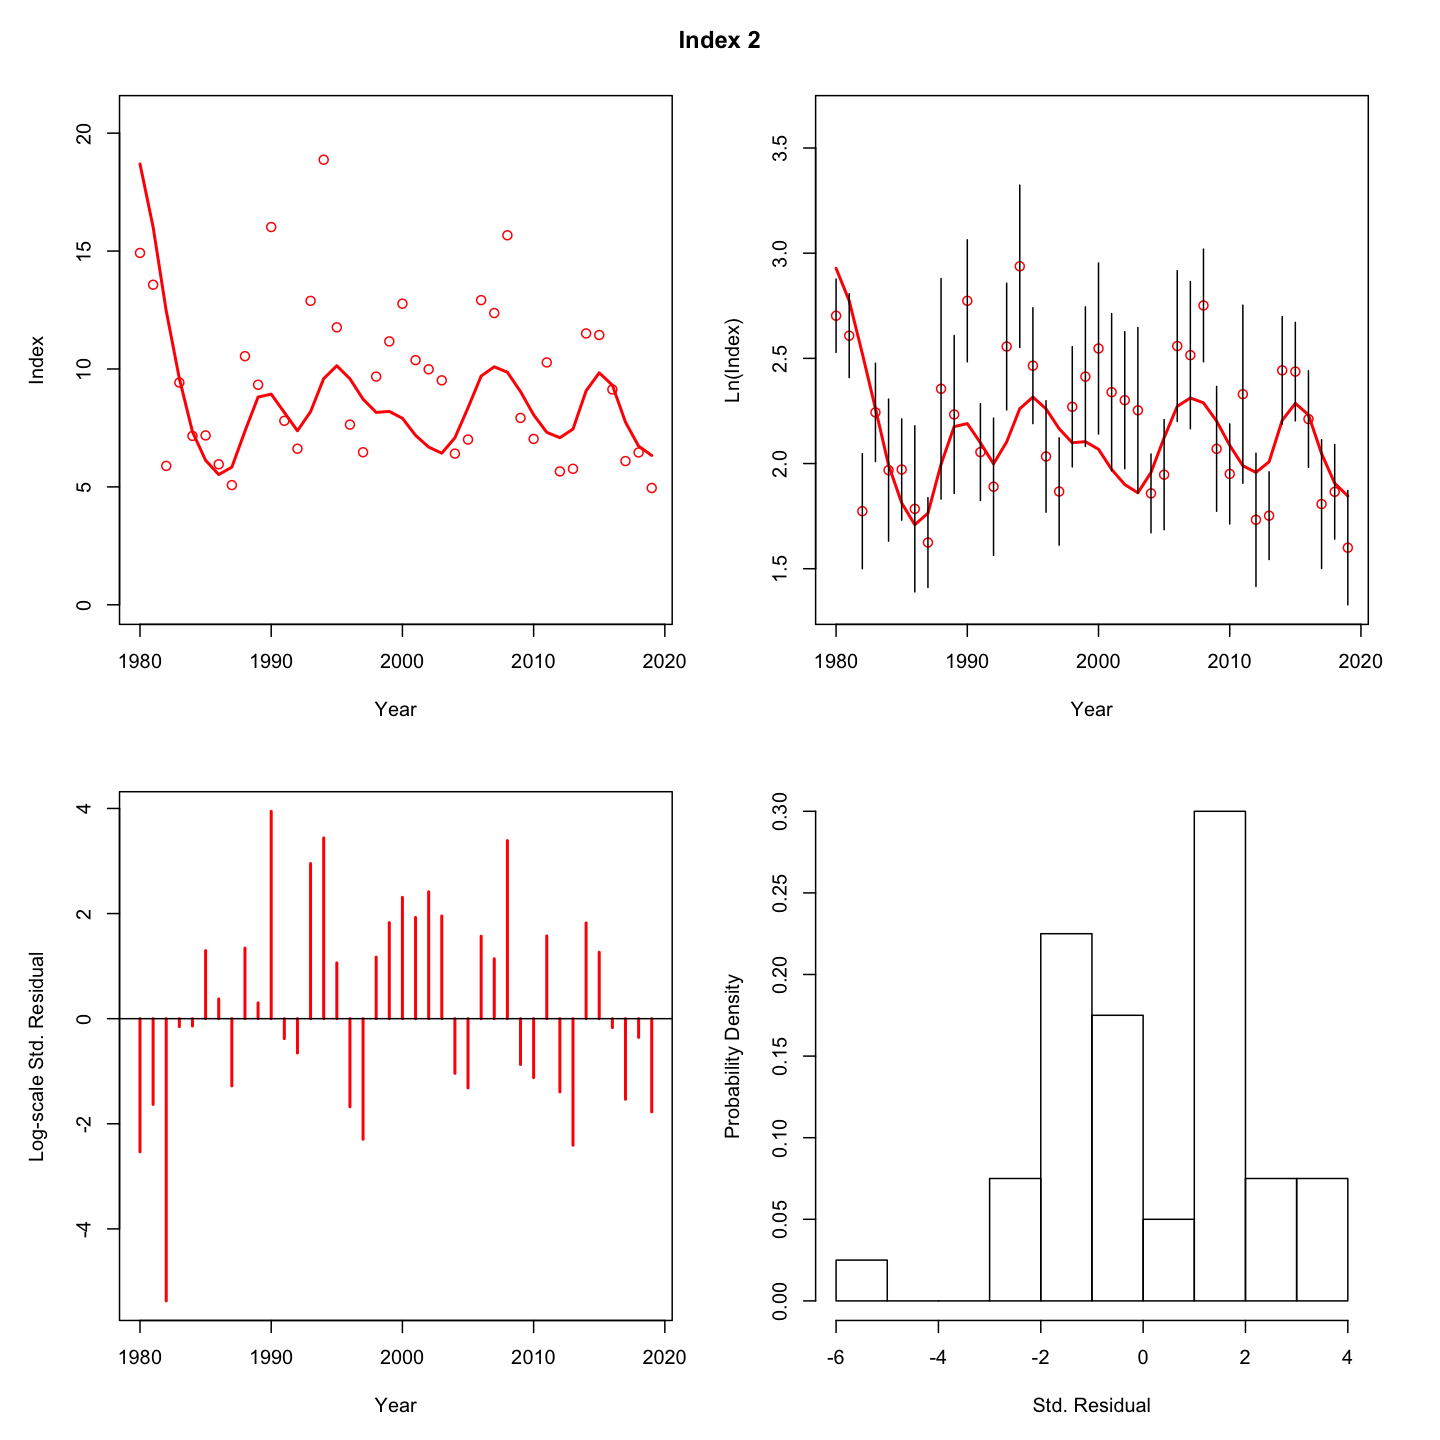 Index 2
Index
20
15
10
5
0
1980 1990 2000 2010 2020
Year
Ln(Index)
3.5
3.0
2.5
2.0
1.5
1980 1990 2000 2010 2020
Year
Log-scale Std. Residual
4
2
0
-2
-4
1980 1990 2000 2010 2020
Year
Probability Density
0.30
0.25
0.20
0.15
0.10
0.05
0.00
-6 -4 -2 0 2 4
Std. Residual